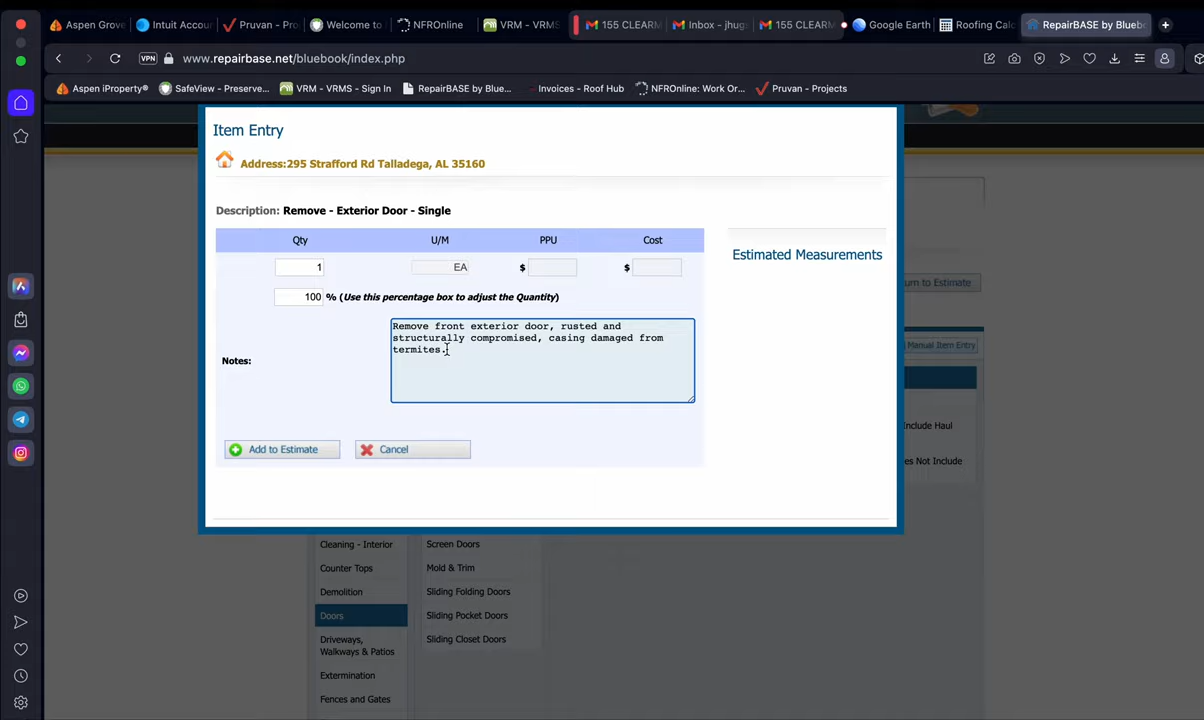 Aspen Grove
Intuit Accou
Pruvan - Pro
Welcome to
NFROnline
VRM - VRMS
155 CLEARM
Inbox - jhug
155 CLEARM
Google Earth
Roofing Calc
RepairBASE by Blueb
VPN
www.repairbase.net/bluebook/index.php
Aspen iProperty®
SafeView - Preserve...
VRM - VRMS - Sign In
RepairBASE by Blue...
Invoices - Roof Hub
NFROnline: Work Or...
Pruvan - Projects
Item Entry
Address:295 Strafford Rd Talladega, AL 35160
Description: Remove - Exterior Door - Single
Qty U/M PPU Cost
Estimated Measurements
1 EA $ $
urn to Estimate
100 % (Use this percentage box to adjust the Quantity)
Remove front exterior door, rusted and
structurally compromised, casing damaged from
termites.
Manual Item Entry
Notes:
nclude Haul
Add to Estimate
Cancel
es Not Include
Cleaning - Interior
Screen Doors
Counter Tops
Mold & Trim
Demolition
Sliding Folding Doors
Doors
Sliding Pocket Doors
Driveways,
Walkways & Patios
Sliding Closet Doors
Extermination
Fences and Gates